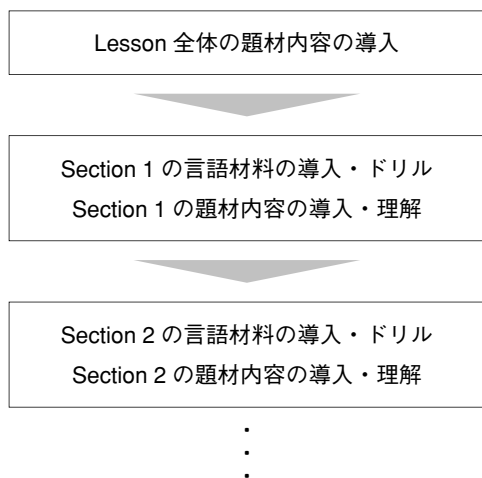 Lesson 全体の題材内容の導入
Section 1 の言語材料の導入・ドリル
Section 1 の題材内容の導入・理解
Section 2 の言語材料の導入・ドリル
Section 2 の題材内容の導入・理解
・
・
・